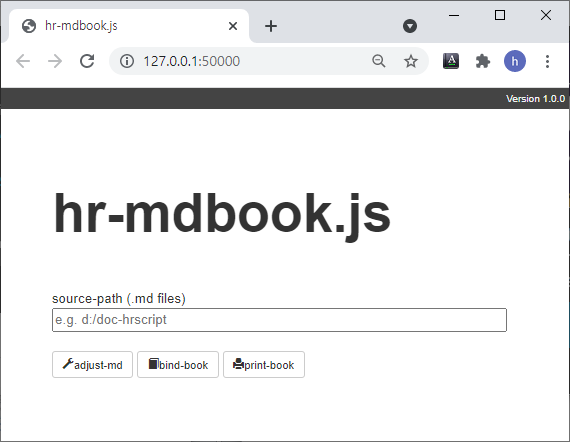 hr-mdbook.js
127.0.0.1:50000
A
h
Version 1.0.0
hr-mdbook.js
source-path (.md files)
e.g. d:/doc-hrscript
adjust-md bind-book print-book